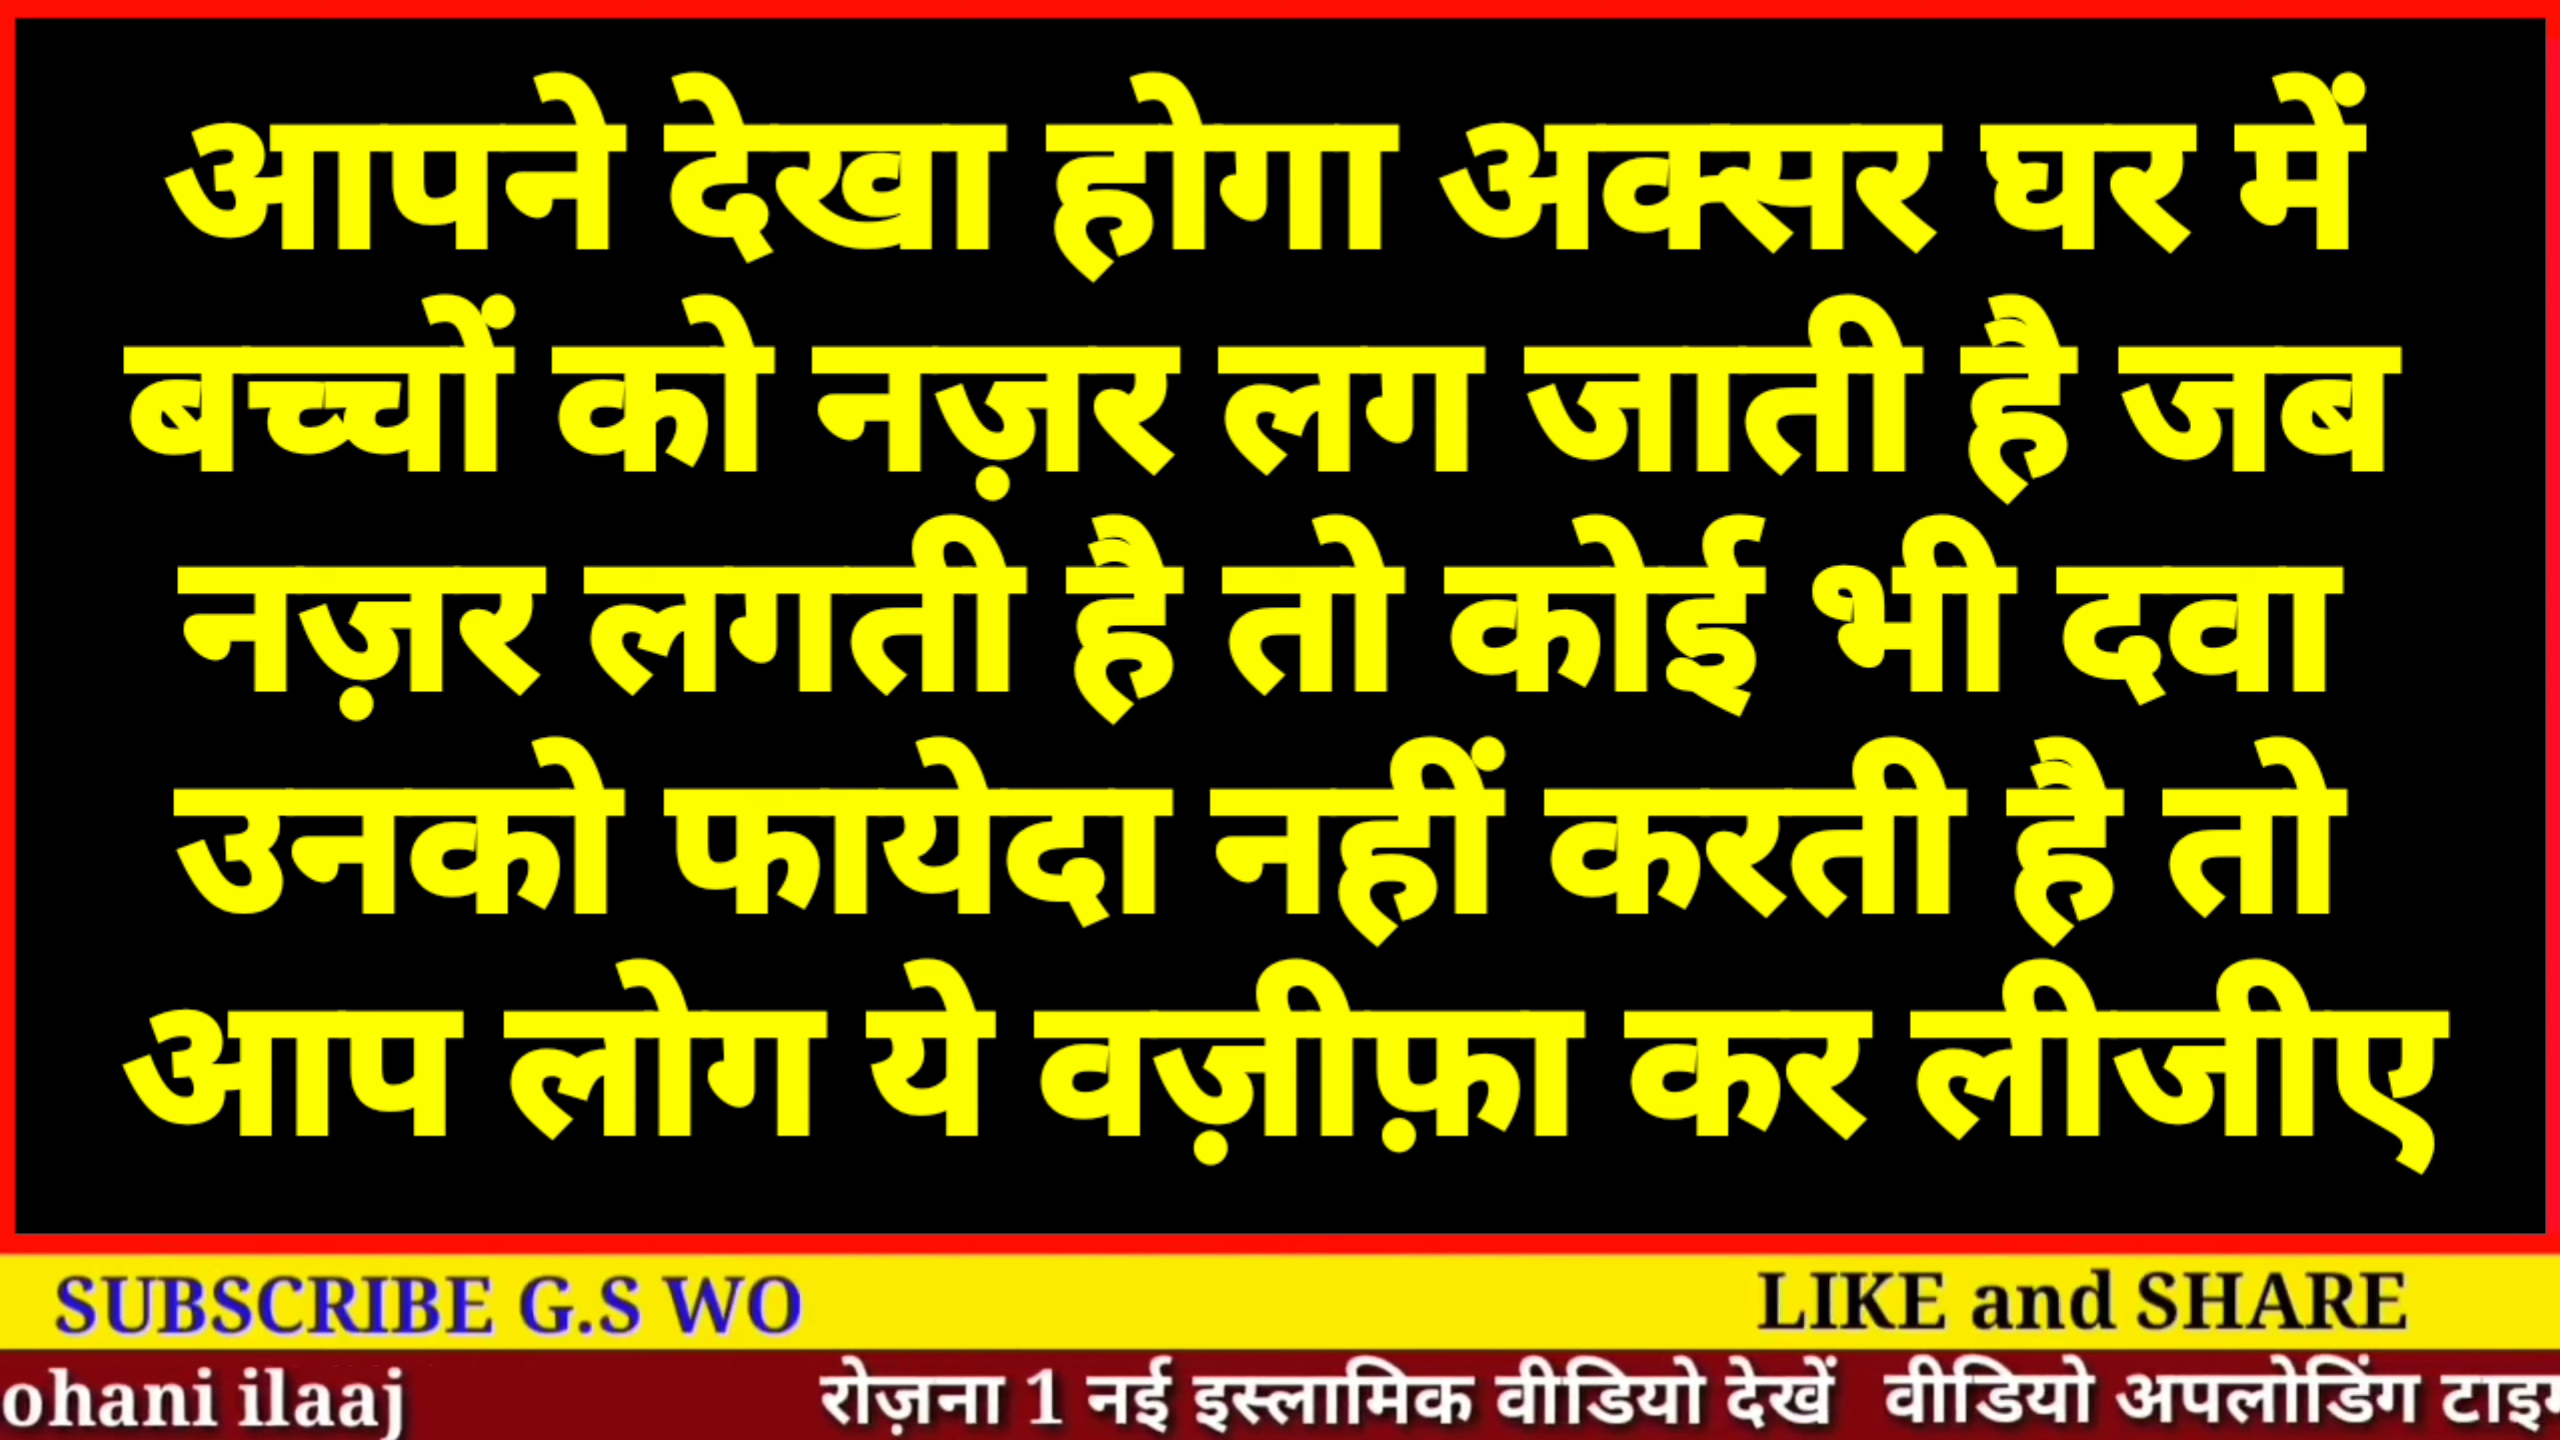 आपने देखा होगा अक्सर घर में
बच्चों को नज़र लग जाती है जब
नज़र लगती है तो कोई भी दवा
उनको फायेदा नहीं करती है तो
आप लोग ये वज़ीफ़ा कर लीजीए
SUBSCRIBE G.S WO LIKE and SHARE
ohani ilaaj रोज़ना 1 नई इस्लामिक वीडियो देखें वीडियो अपलोडिंग